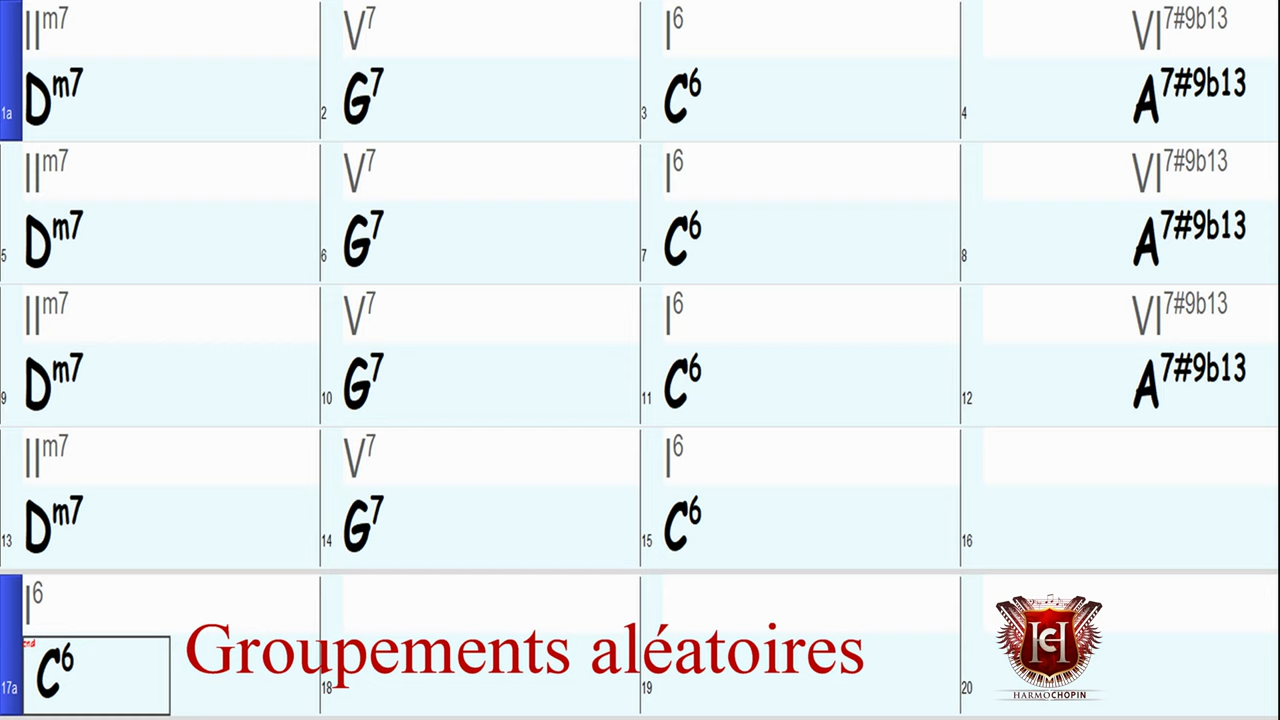 IIm7 V7 I6 VI7#9b13
1a Dm7 2 G7 3 C6 4 A7#9b13
IIm7 V7 I6 VI7#9b13
5 Dm7 6 G7 7 C6 8 A7#9b13
IIm7 V7 I6 VI7#9b13
9 Dm7 10 G7 11 C6 12 A7#9b13
IIm7 V7 I6
13 Dm7 14 G7 15 C6 16
I6
End
17a C6 18 19 20
Groupements aléatoires
HC
HARMOCHOPIN